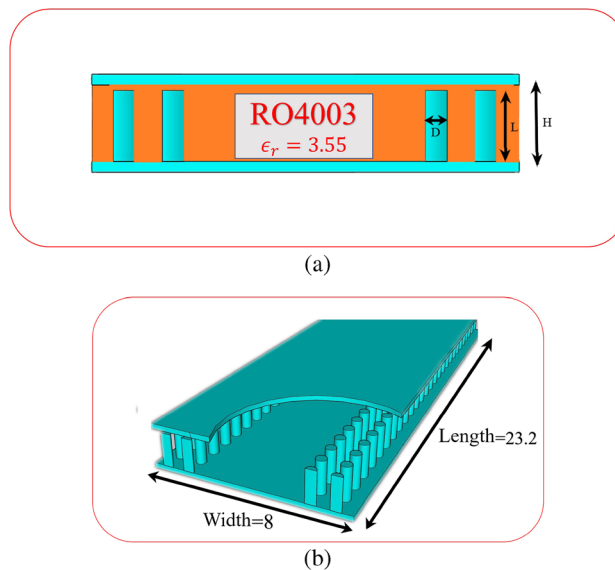 RO4003
ϵr = 3.55
D
L
H
(a)
Length=23.2
Width=8
(b)